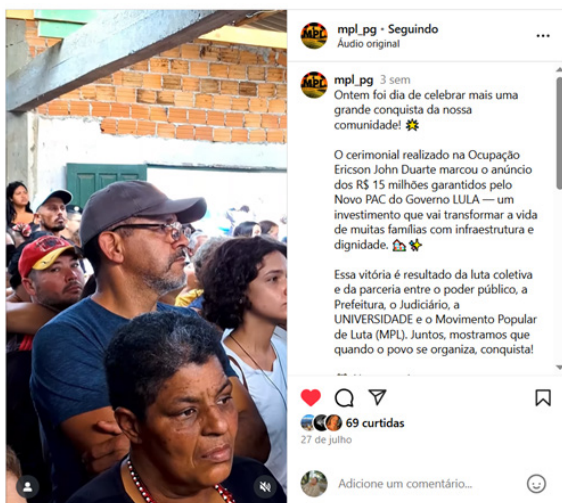 mpl_pg • Seguindo
Áudio original
mpl_pg 3 sem
Ontem foi dia de celebrar mais uma
grande conquista da nossa
comunidade!
O cerimonial realizado na Ocupação
Ericson John Duarte marcou o anúncio
dos R$ 15 milhões garantidos pelo
Novo PAC do Governo LULA — um
investimento que vai transformar a vida
de muitas famílias com infraestrutura e
dignidade.
Essa vitória é resultado da luta coletiva
e da parceria entre o poder público, a
Prefeitura, o Judiciário, a
UNIVERSIDADE e o Movimento Popular
de Luta (MPL). Juntos, mostramos que
quando o povo se organiza, conquista!
69 curtidas
27 de julho
Adicione um comentário...